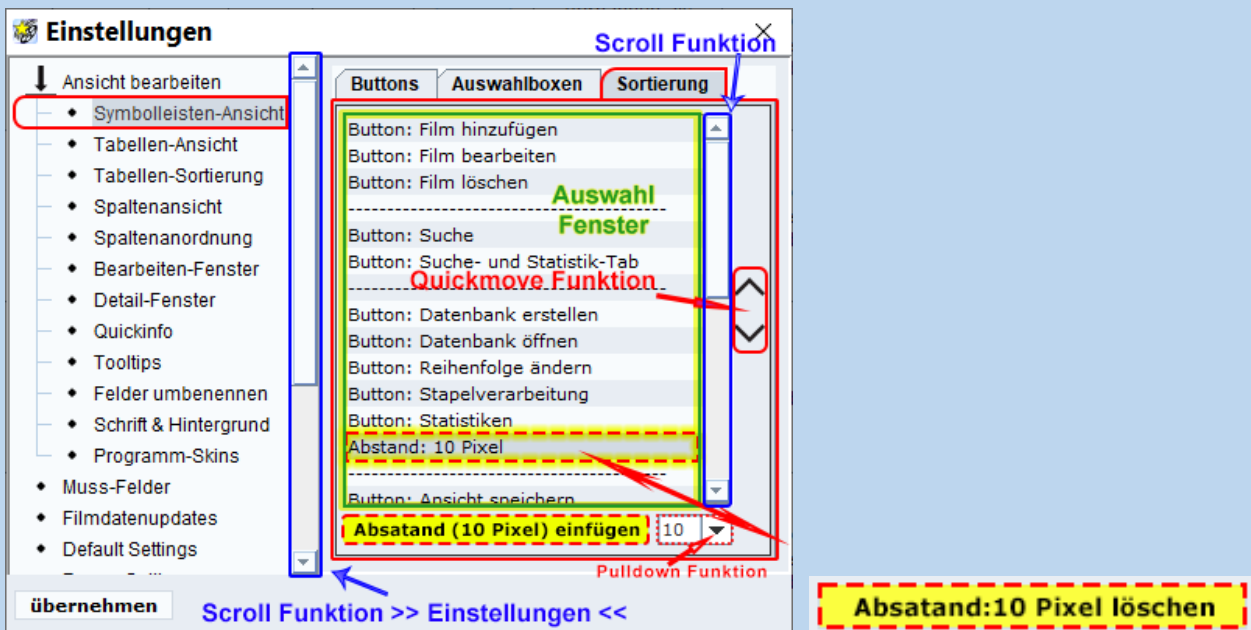 Einstellungen
Scroll Funktion
Ansicht bearbeiten
Symbolleisten-Ansicht
Tabellen-Ansicht
Tabellen-Sortierung
Spaltenansicht
Spaltenanordnung
Bearbeiten-Fenster
Detail-Fenster
Quickinfo
Tooltips
Felder umbenennen
Schrift & Hintergrund
Programm-Skins
Muss-Felder
Filmdatenupdates
Default Settings
Buttons Auswahlboxen Sortierung
Button: Film hinzufügen
Button: Film bearbeiten
Button: Film löschen
Auswahl
Fenster
Button: Suche
Button: Suche- und Statistik-Tab
Quickmove Funktion
Button: Datenbank erstellen
Button: Datenbank öffnen
Button: Reihenfolge ändern
Button: Stapelverarbeitung
Button: Statistiken
Abstand: 10 Pixel
Button: Ansicht speichern
Absatand (10 Pixel) einfügen 10
Pulldown Funktion
übernehmen
Scroll Funktion >> Einstellungen <<
Absatand:10 Pixel löschen